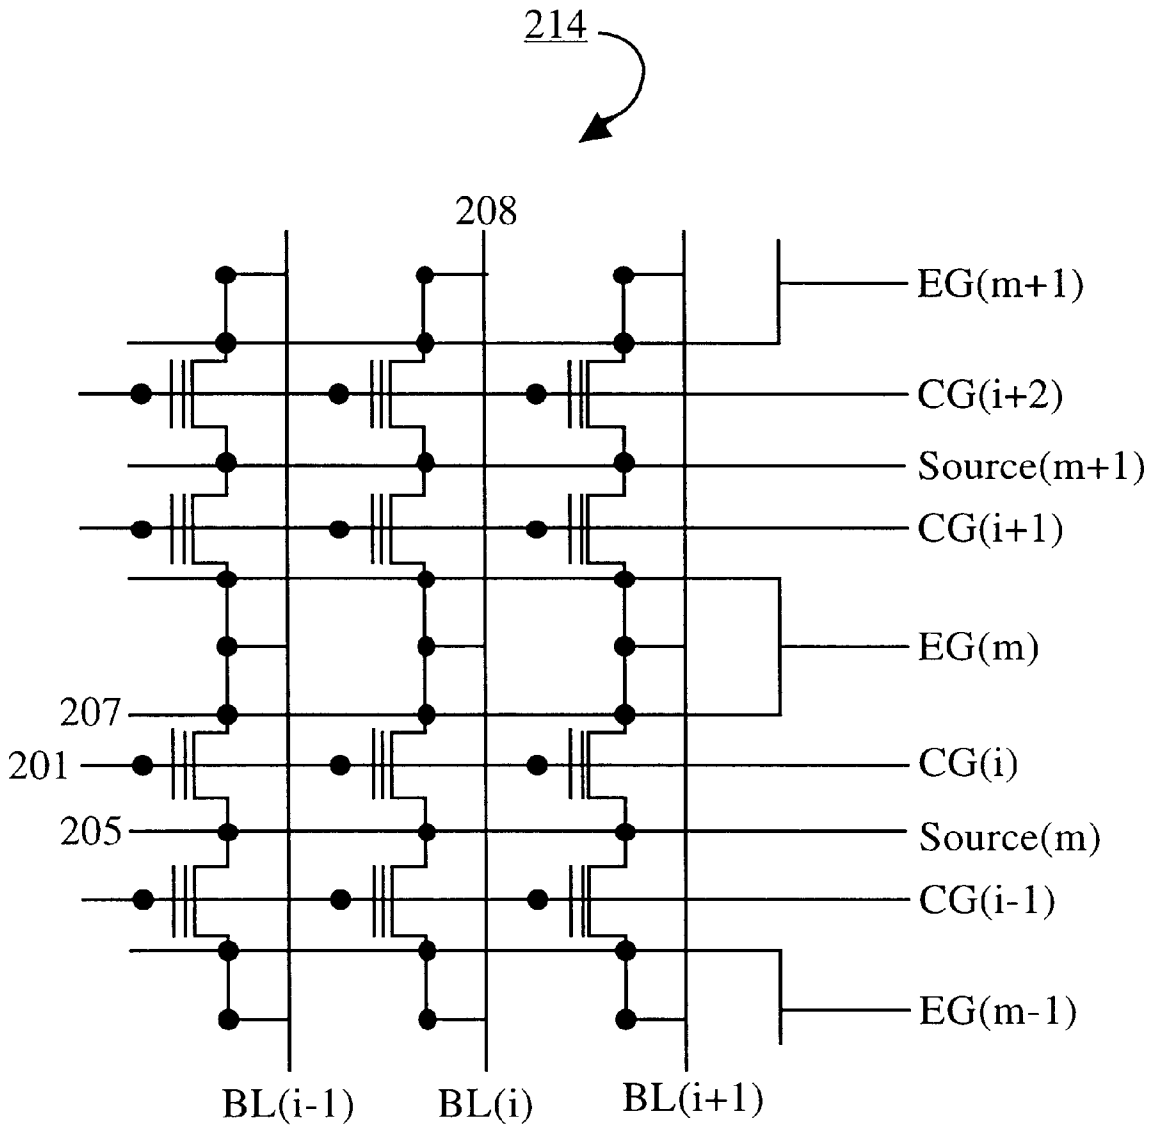 214
208
EG(m+1)
CG(i+2)
Source(m+1)
CG(i+1)
EG(m)
207
201
CG(i)
205
Source(m)
CG(i-1)
EG(m-1)
BL(i-1)
BL(i)
BL(i+1)